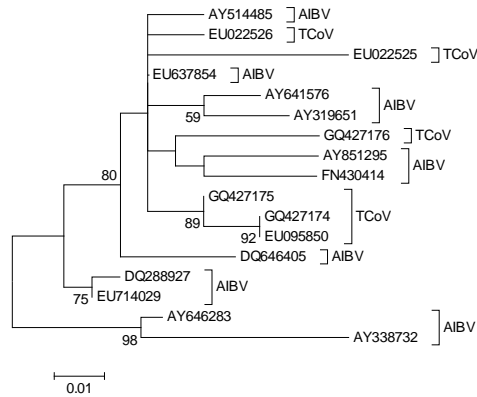 AY514485 AIBV
EU022526 TCoV
EU022525 TCoV
EU637854 AIBV
AY641576
AIBV
59 AY319651
GQ427176 TCoV
AY851295
AIBV
80
FN430414
GQ427175
GQ427174 TCoV
89
92 EU095850
DQ646405 AIBV
DQ288927
AIBV
75 EU714029
AY646283
AIBV
98 AY338732
0.01